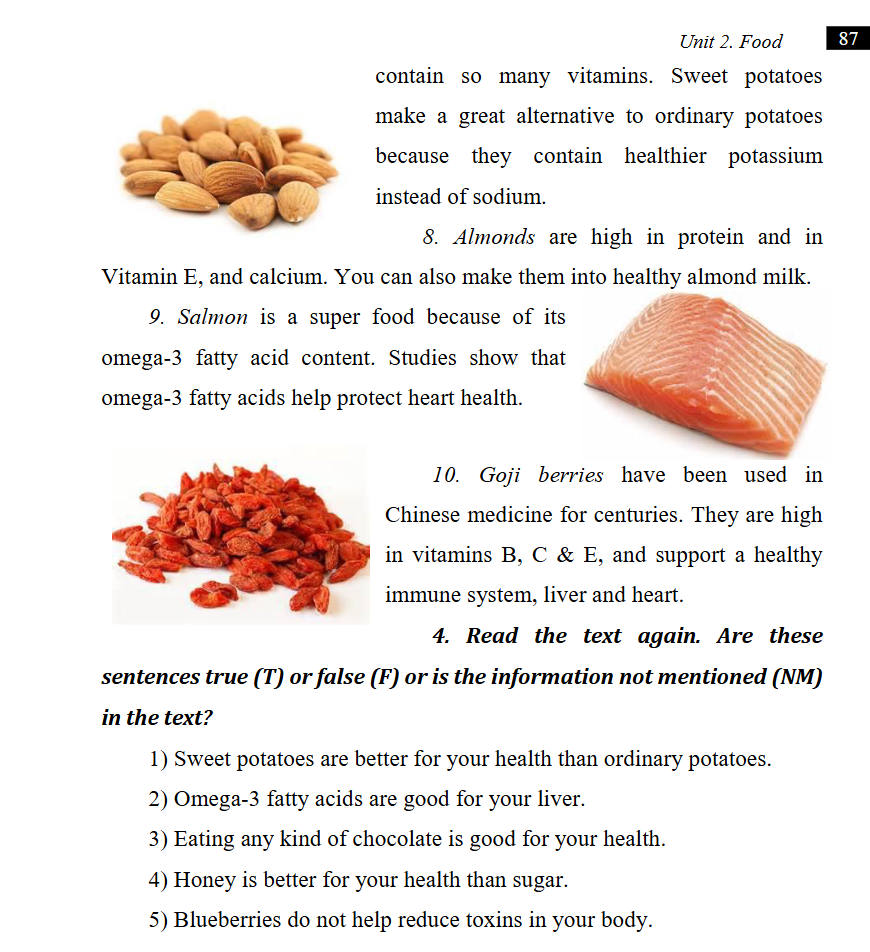 Unit 2. Food 87
contain so many vitamins. Sweet potatoes
make a great alternative to ordinary potatoes
because they contain healthier potassium
instead of sodium.
8. Almonds are high in protein and in
Vitamin E, and calcium. You can also make them into healthy almond milk.
9. Salmon is a super food because of its
omega-3 fatty acid content. Studies show that
omega-3 fatty acids help protect heart health.
10. Goji berries have been used in
Chinese medicine for centuries. They are high
in vitamins B, C & E, and support a healthy
immune system, liver and heart.
4. Read the text again. Are these
sentences true (T) or false (F) or is the information not mentioned (NM)
in the text?
1) Sweet potatoes are better for your health than ordinary potatoes.
2) Omega-3 fatty acids are good for your liver.
3) Eating any kind of chocolate is good for your health.
4) Honey is better for your health than sugar.
5) Blueberries do not help reduce toxins in your body.